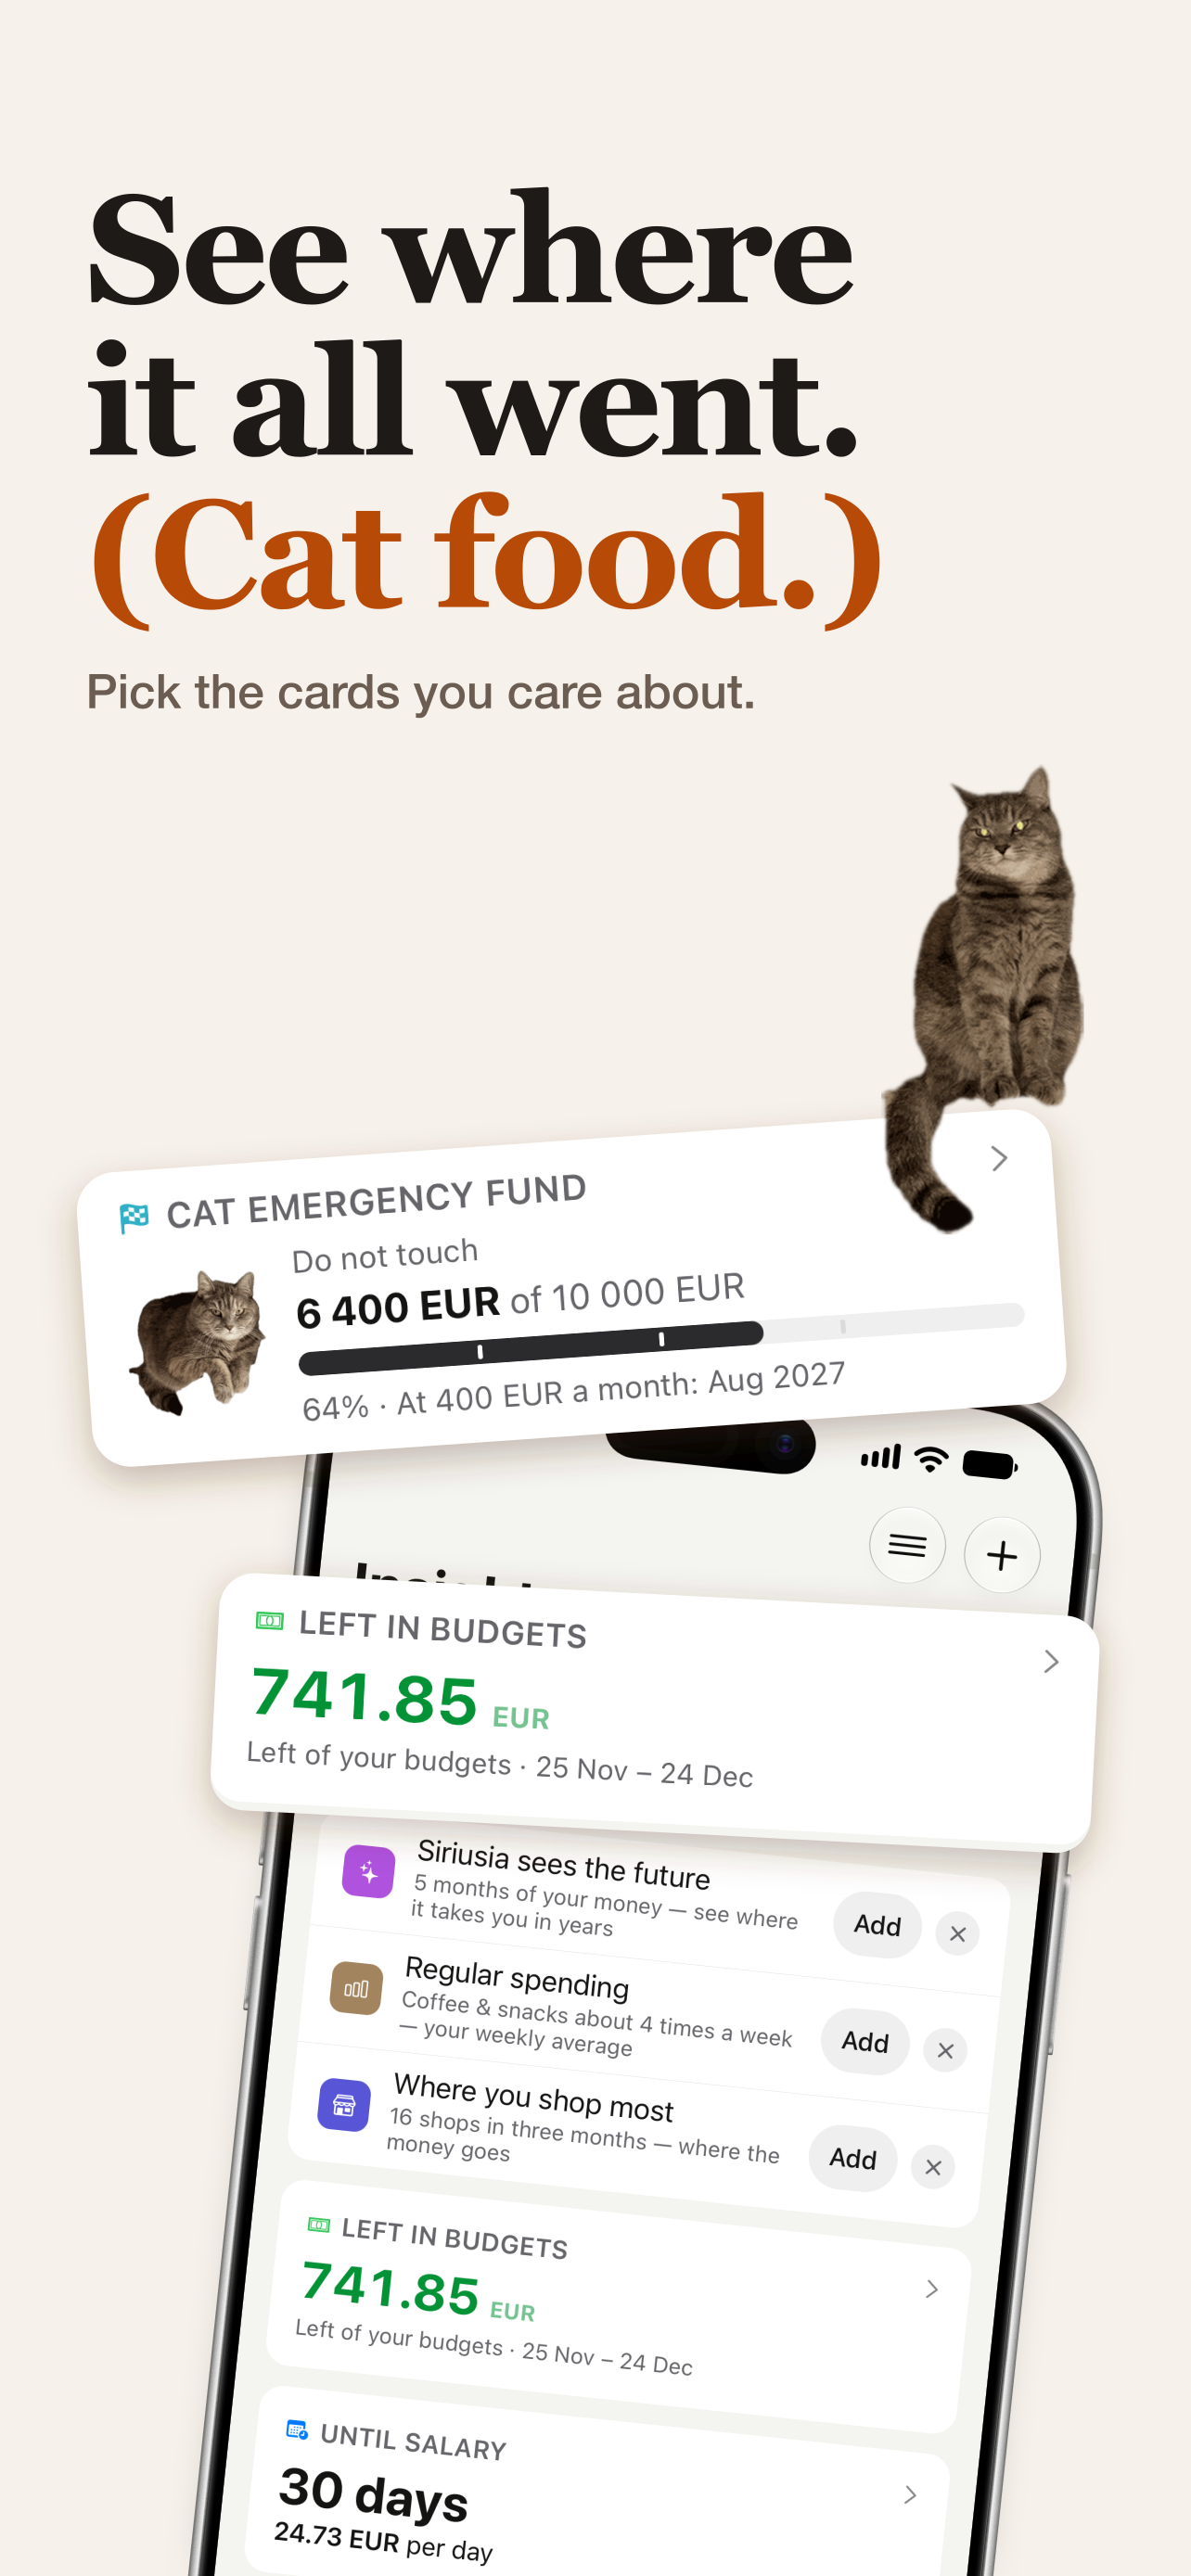 See where
it all went.
(Cat food.)
Pick the cards you care about.
CAT EMERGENCY FUND
Do not touch
6 400 EUR of 10 000 EUR
64% · At 400 EUR a month: Aug 2027
LEFT IN BUDGETS
741.85 EUR
Left of your budgets · 25 Nov – 24 Dec
Siriusia sees the future
5 months of your money — see where
it takes you in years
Add
Regular spending
Coffee & snacks about 4 times a week
— your weekly average
Add
Where you shop most
16 shops in three months — where the
money goes
Add
LEFT IN BUDGETS
741.85 EUR
Left of your budgets · 25 Nov – 24 Dec
UNTIL SALARY
30 days
24.73 EUR per day